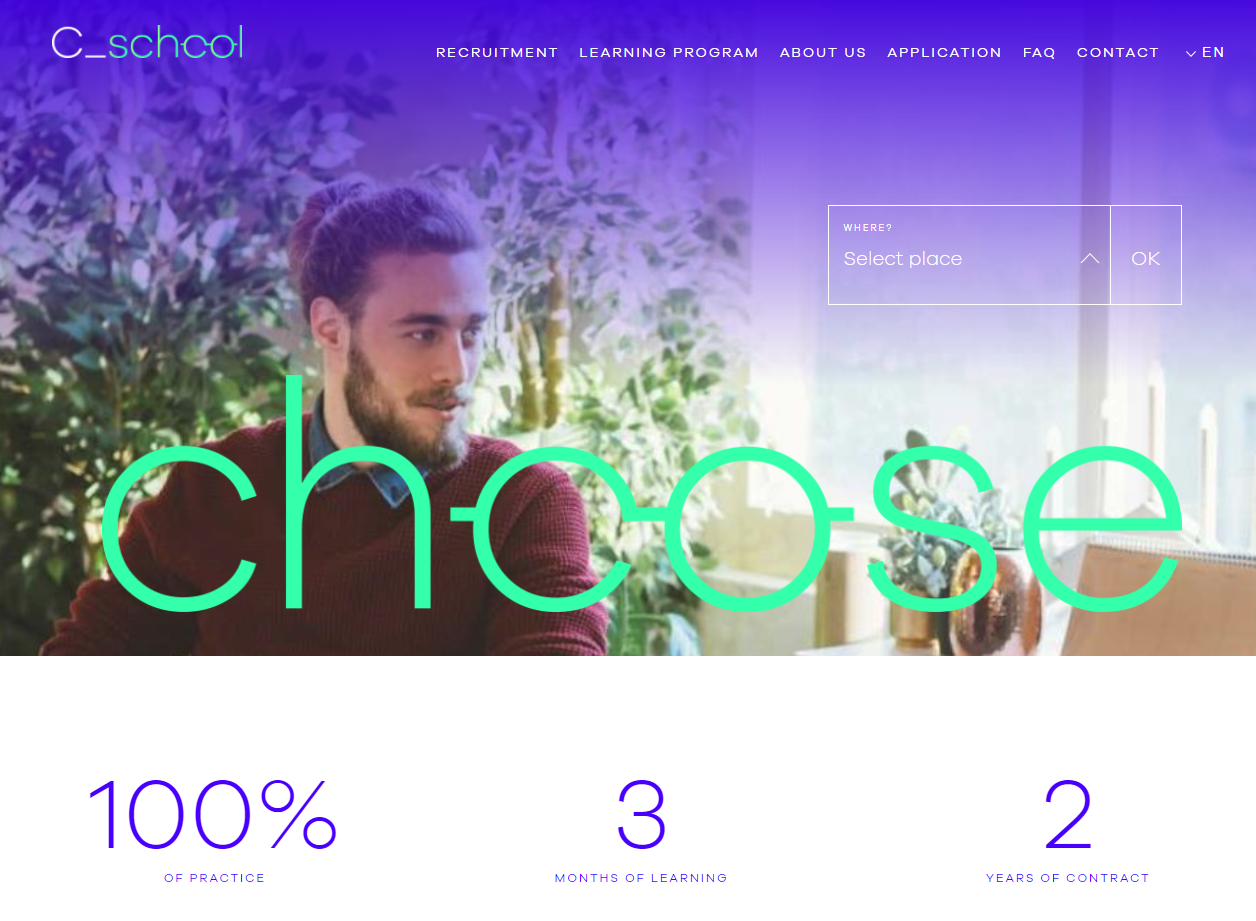 C_school
RECRUITMENT LEARNING PROGRAM ABOUT US APPLICATION FAQ CONTACT EN
WHERE?
Select place OK
choose
100% 3 2
OF PRACTICE MONTHS OF LEARNING YEARS OF CONTRACT